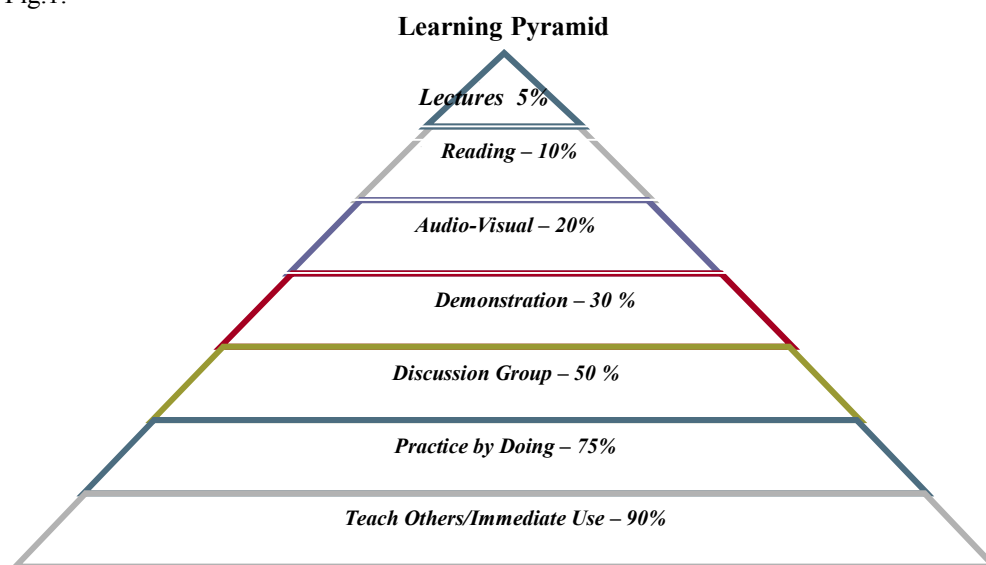 Fig.1.
Learning Pyramid
Lectures 5%
Reading – 10%
Audio-Visual – 20%
Demonstration – 30 %
Discussion Group – 50 %
Practice by Doing – 75%
Teach Others/Immediate Use – 90%